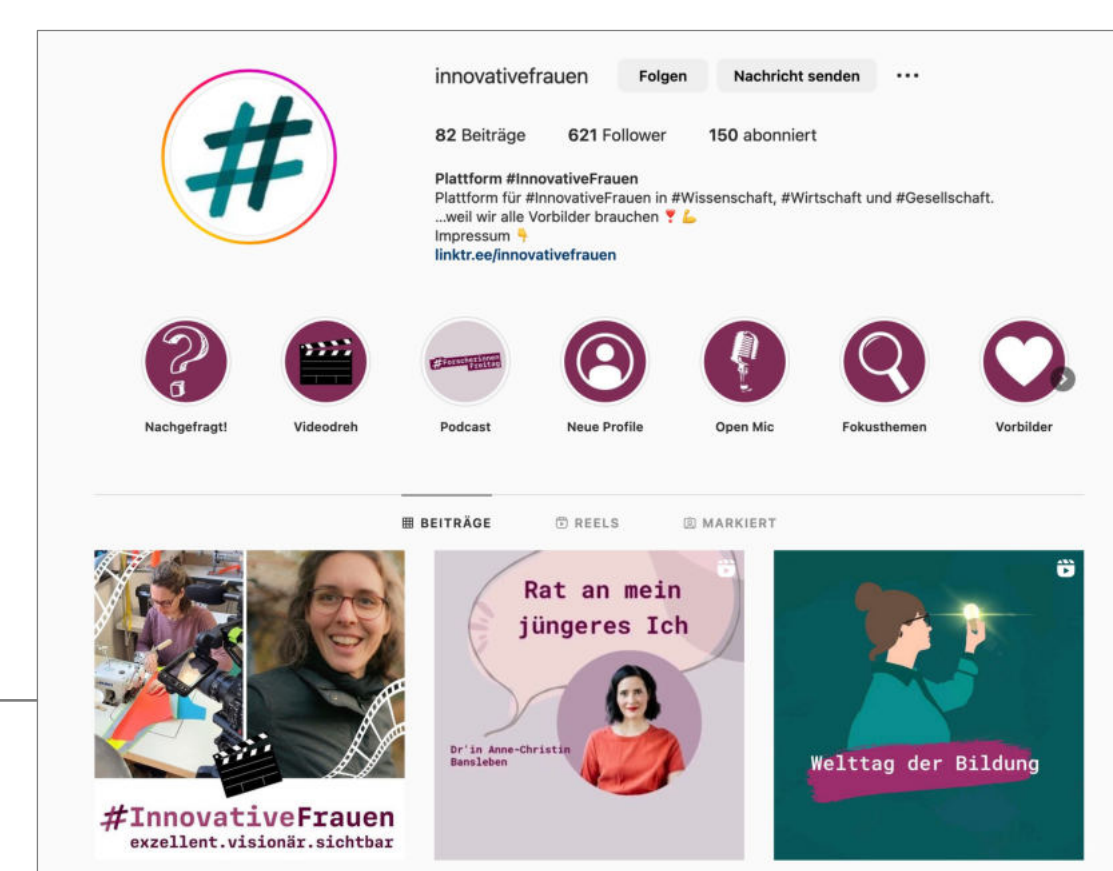 innovativefrauen Folgen Nachricht senden
82 Beiträge 621 Follower 150 abonniert
Plattform #InnovativeFrauen
Plattform für #InnovativeFrauen in #Wissenschaft, #Wirtschaft und #Gesellschaft.
...weil wir alle Vorbilder brauchen ❣️ 💪
Impressum 👇
linktr.ee/innovativefrauen
#Forscherinnen
Freitag
Nachgefragt! Videodreh Podcast Neue Profile Open Mic Fokusthemen Vorbilder
BEITRÄGE REELS MARKIERT
#InnovativeFrauen
exzellent.visionär.sichtbar
Rat an mein
jüngeres Ich
Dr'in Anne-Christin
Bansleben
Welttag der Bildung